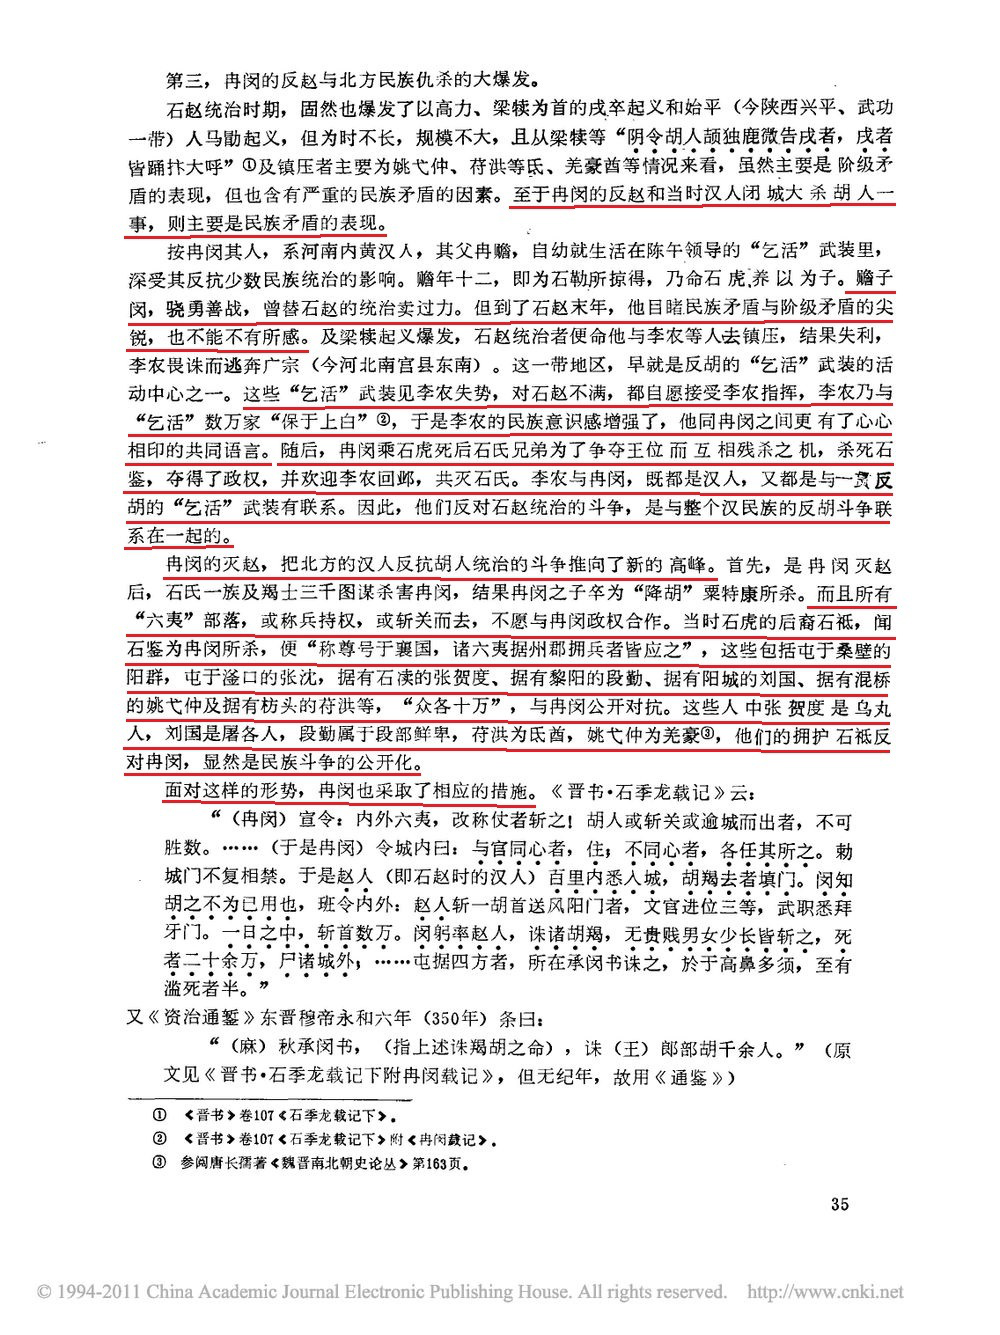 第三，冉闵的反赵与北方民族仇杀的大爆发。
石赵统治时期，固然也爆发了以高力、梁犊为首的戍卒起义和始平（今陕西兴平、武功
一带）人马勖起义，但为时不长，规模不大，且从梁犊等“阴令胡人颉独鹿微告戍者，戍者
皆踊抃大呼”①及镇压者主要为姚弋仲、苻洪等氐、羌豪酋等情况来看，虽然主要是阶级矛
盾的表现，但也含有严重的民族矛盾的因素。至于冉闵的反赵和当时汉人闭城大杀胡人一
事，则主要是民族矛盾的表现。
按冉闵其人，系河南内黄汉人，其父冉瞻，自幼就生活在陈午领导的“乞活”武装里，
深受其反抗少数民族统治的影响。瞻年十二，即为石勒所掠得，乃命石虎养以为子。瞻子
闵，骁勇善战，曾替石赵的统治卖过力。但到了石赵末年，他目睹民族矛盾与阶级矛盾的尖
锐，也不能不有所感。及梁犊起义爆发，石赵统治者便命他与李农等人去镇压，结果失利，
李农畏诛而逃奔广宗（今河北南宫县东南）。这一带地区，早就是反胡的“乞活”武装的活
动中心之一。这些“乞活”武装见李农失势，对石赵不满，都自愿接受李农指挥，李农乃与
“乞活”数万家“保于上白”②，于是李农的民族意识感增强了，他同冉闵之间更有了心心
相印的共同语言。随后，冉闵乘石虎死后石氏兄弟为了争夺王位而互相残杀之机，杀死石
鉴，夺得了政权，并欢迎李农回邺，共灭石氏。李农与冉闵，既都是汉人，又都是与一贯反
胡的“乞活”武装有联系。因此，他们反对石赵统治的斗争，是与整个汉民族的反胡斗争联
系在一起的。
冉闵的灭赵，把北方的汉人反抗胡人统治的斗争推向了新的高峰。首先，是冉闵灭赵
后，石氏一族及羯士三千图谋杀害冉闵，结果冉闵之子卒为“降胡”粟特康所杀。而且所有
“六夷”部落，或称兵持权，或斩关而去，不愿与冉闵政权合作。当时石虎的后裔石祗，闻
石鉴为冉闵所杀，便“称尊号于襄国，诸六夷据州郡拥兵者皆应之”，这些包括屯于桑壁的
阳群，屯于滏口的张沈，据有石渎的张贺度、据有黎阳的段勤、据有阳城的刘国、据有混桥
的姚弋仲及据有枋头的苻洪等，“众各十万”，与冉闵公开对抗。这些人中张贺度是乌丸
人，刘国是屠各人，段勤属于段部鲜卑，苻洪为氐酋，姚弋仲为羌豪③，他们的拥护石祗反
对冉闵，显然是民族斗争的公开化。
面对这样的形势，冉闵也采取了相应的措施。《晋书·石季龙载记》云：
“（冉闵）宣令：内外六夷，改称仗者斩之！胡人或斩关或逾城而出者，不可
胜数。……（于是冉闵）令城内曰：与官同心者，住；不同心者，各任其所之。勅
城门不复相禁。于是赵人（即石赵时的汉人）百里内悉人城，胡羯去者填门。闵知
胡之不为已用也，班令内外：赵人斩一胡首送凤阳门者，文官进位三等，武职悉拜
牙门。一日之中，斩首数万。闵躬率赵人，诛诸胡羯，无贵贱男女少长皆斩之，死
者二十余万，尸诸城外；……屯据四方者，所在承闵书诛之，於于高鼻多须，至有
滥死者半。”
又《资治通鉴》东晋穆帝永和六年（350年）条曰：
“（麻）秋承闵书，（指上述诛羯胡之命），诛（王）郎部胡千余人。”（原
文见《晋书·石季龙载记下附冉闵载记》，但无纪年，故用《通鉴》）
① 《晋书》卷107《石季龙载记下》。
② 《晋书》卷107《石季龙载记下》附《冉闵载记》。
③ 参阅唐长孺著《魏晋南北朝史论丛》第163页。
35
© 1994-2011 China Academic Journal Electronic Publishing House. All rights reserved. http://www.cnki.net